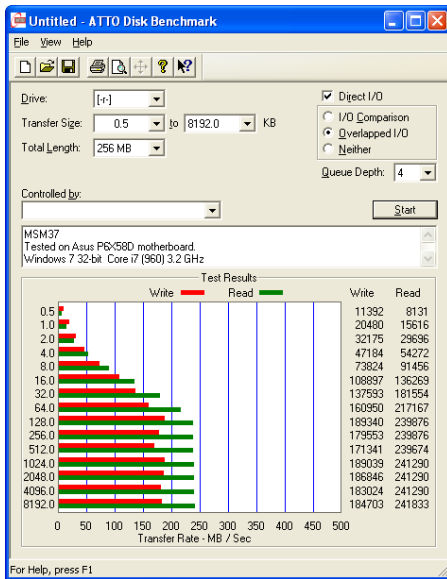 Untitled - ATTO Disk Benchmark
File View Help
Drive: [-r-]
Direct I/O
Transfer Size: 0.5 to 8192.0 KB
I/O Comparison
Overlapped I/O
Total Length: 256 MB
Neither
Queue Depth: 4
Controlled by:
Start
MSM37
Tested on Asus P6X58D motherboard.
Windows 7 32-bit Core i7 (960) 3.2 GHz
Test Results
Write Read Write Read
0.5 11392 8131
1.0 20480 15616
2.0 32175 29696
4.0 47184 54272
8.0 73824 91456
16.0 108897 136269
32.0 137593 181554
64.0 160950 217167
128.0 189340 239876
256.0 179553 239876
512.0 171341 239674
1024.0 189039 241290
2048.0 186846 241290
4096.0 183024 241290
8192.0 184703 241833
0 50 100 150 200 250 300 350 400 450 500
Transfer Rate - MB / Sec
For Help, press F1